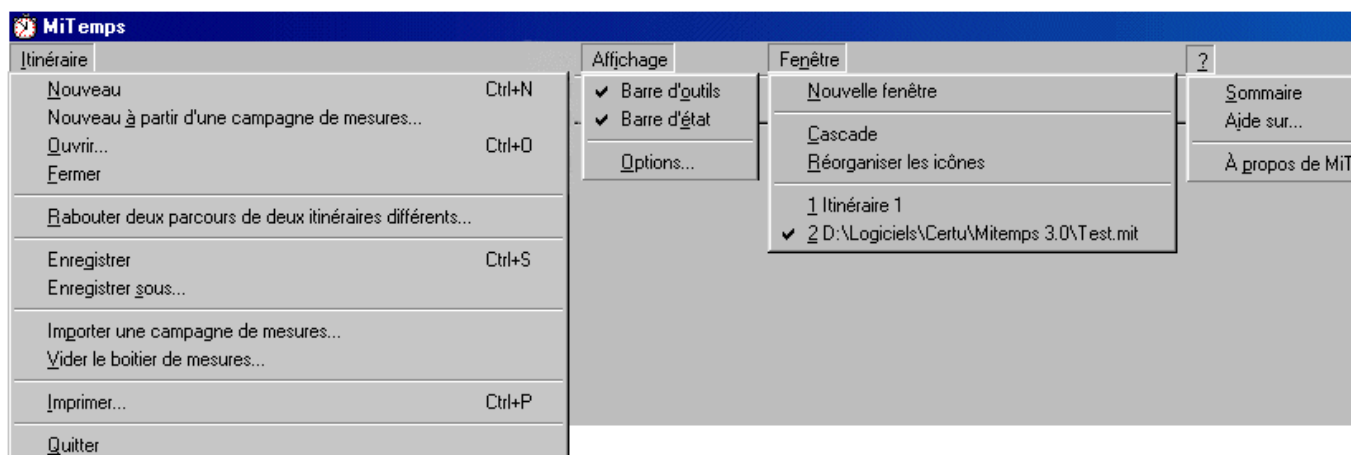 MiTemps
Itinéraire
Nouveau Ctrl+N
Nouveau à partir d'une campagne de mesures...
Ouvrir... Ctrl+O
Fermer
Rabouter deux parcours de deux itinéraires différents...
Enregistrer Ctrl+S
Enregistrer sous...
Importer une campagne de mesures...
Vider le boitier de mesures...
Imprimer... Ctrl+P
Quitter
Affichage
Barre d'outils
Barre d'état
Options...
Fenêtre
Nouvelle fenêtre
Cascade
Réorganiser les icônes
1 Itinéraire 1
2 D:\Logiciels\Certu\Mitemps 3.0\Test.mit
?
Sommaire
Aide sur...
À propos de MiT